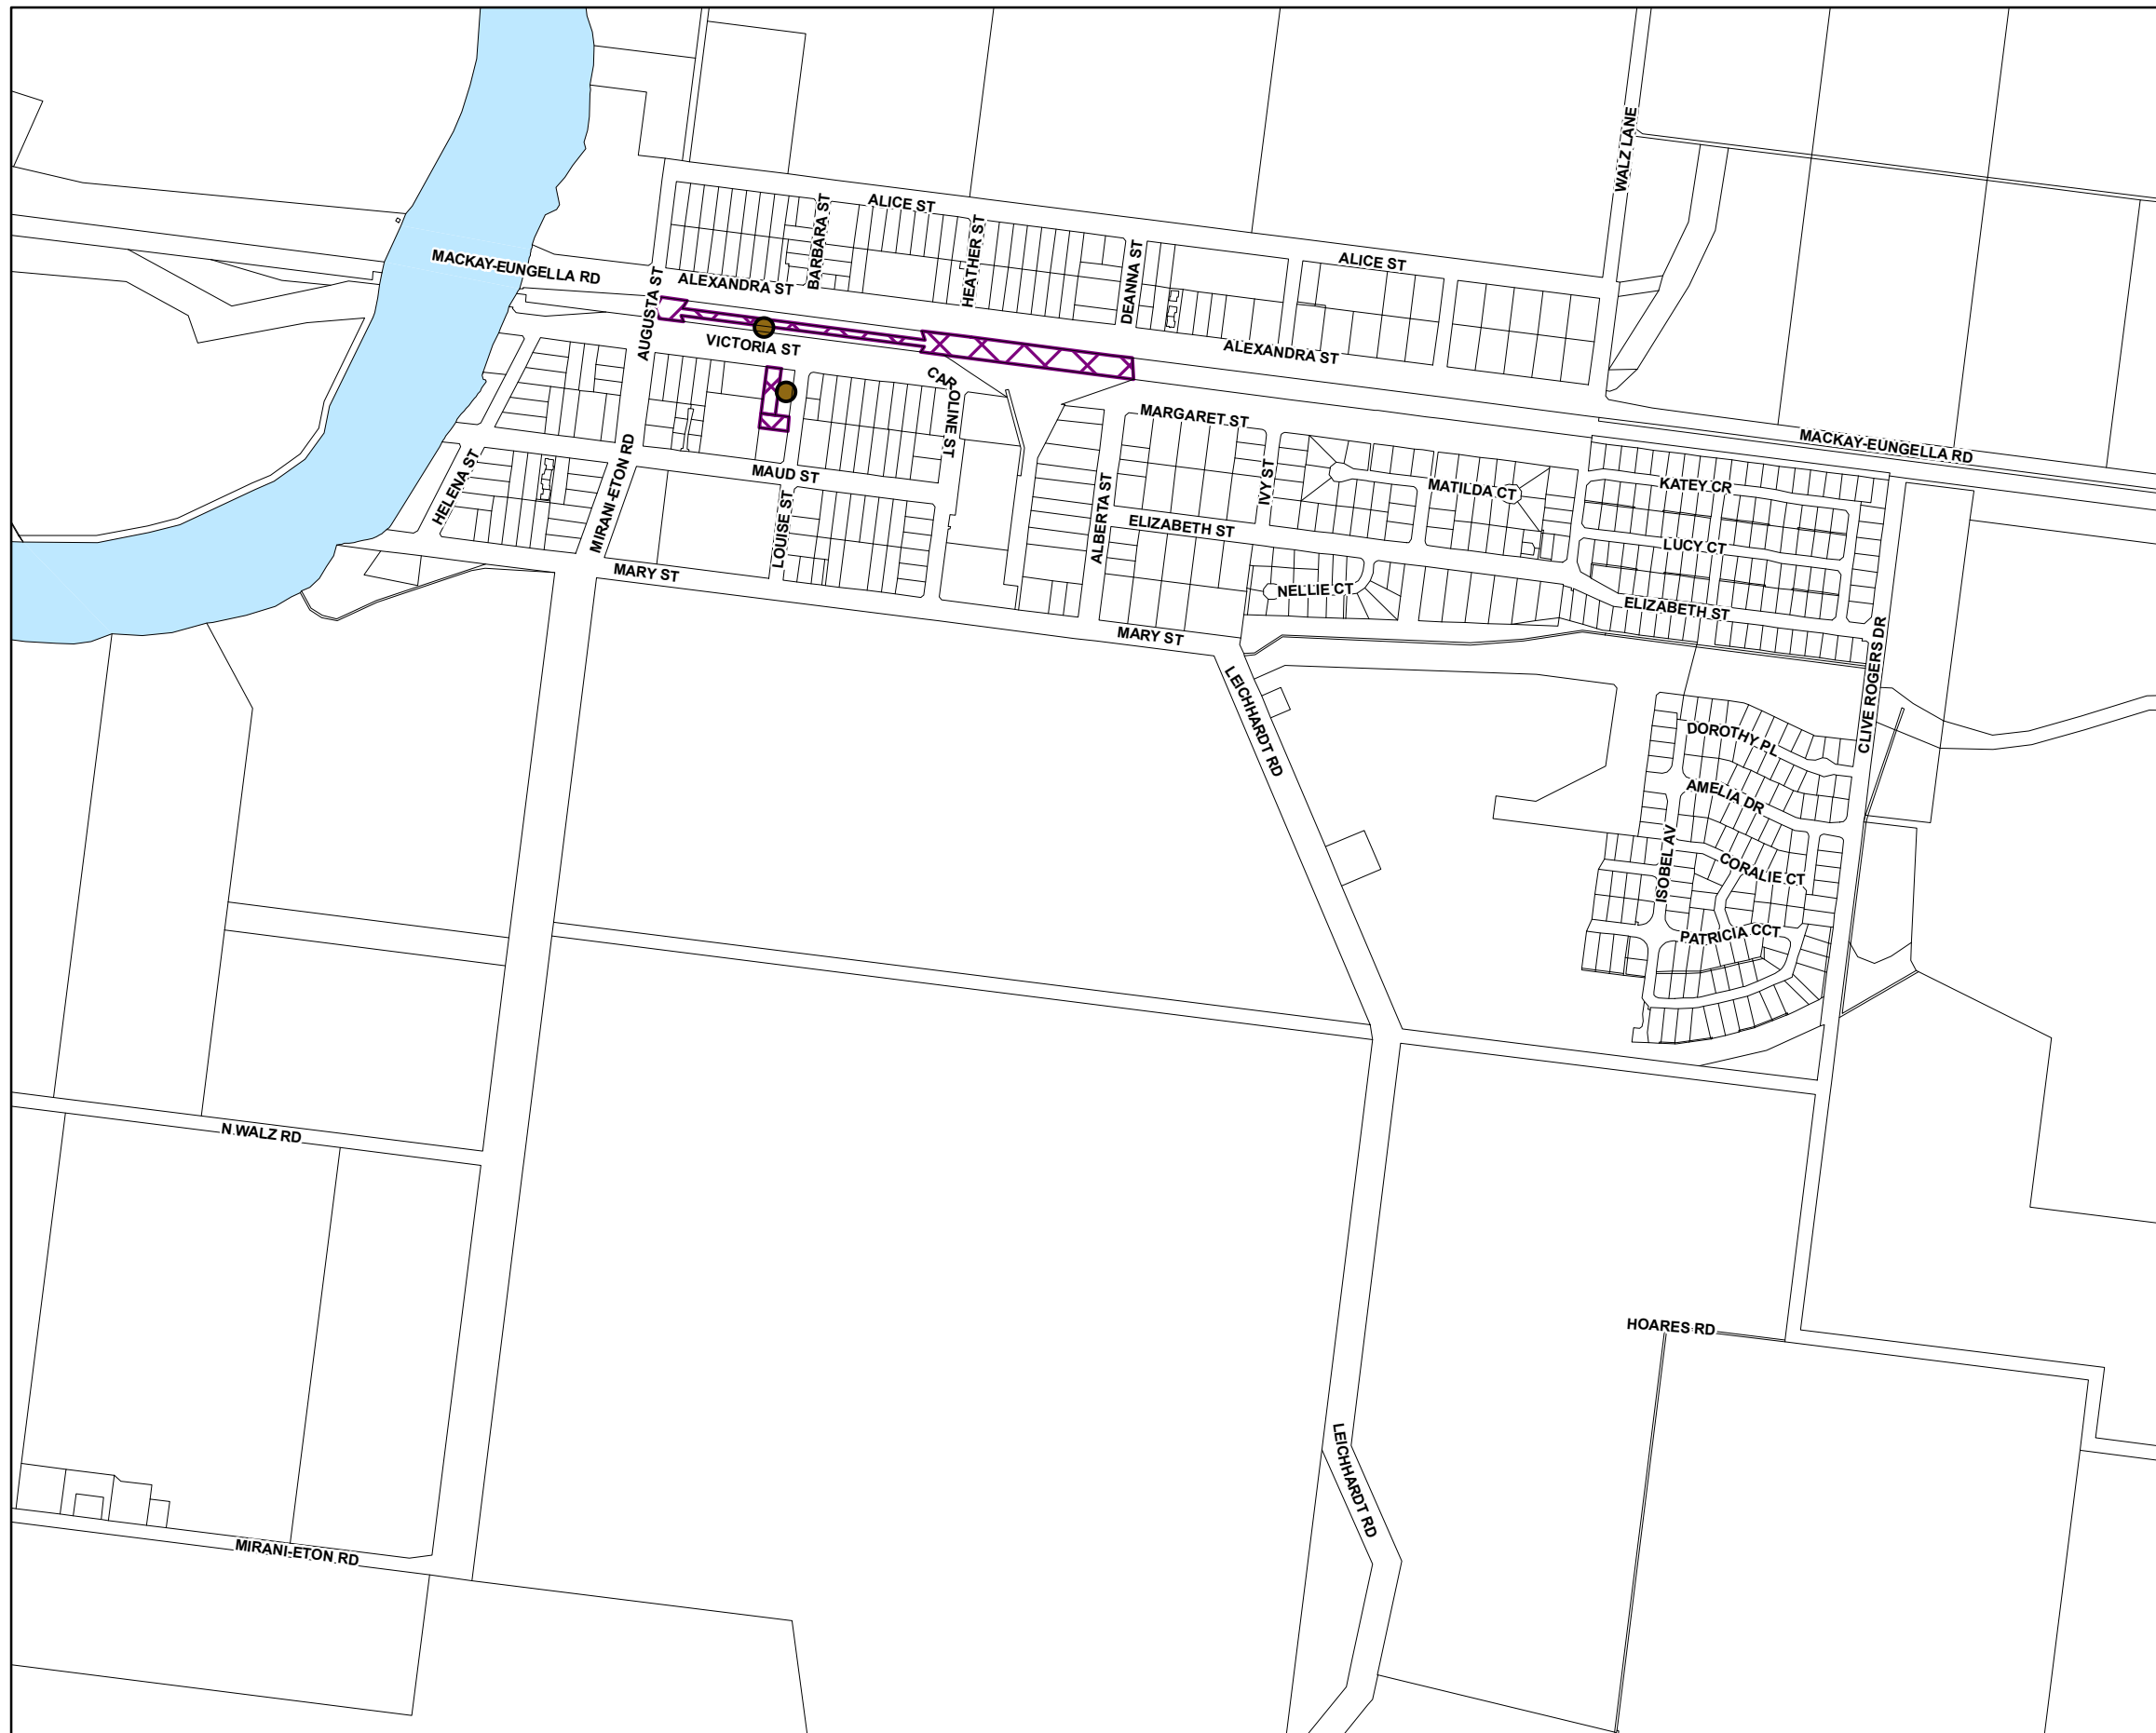 WALZ LANE
ALICE ST
BARBARA ST
HEATHER ST
DEANNA ST
ALICE ST
MACKAY-EUNGELLA RD
ALEXANDRA ST
AUGUSTA ST
VICTORIA ST
ALEXANDRA ST
CAROLINE ST
MARGARET ST
MACKAY-EUNGELLA RD
HELENA ST
MIRANI-ETON RD
MAUD ST
LOUISE ST
ALBERTA ST
IVY ST
MATILDA CT
KATEY CR
ELIZABETH ST
LUCY CT
MARY ST
NELLIE CT
ELIZABETH ST
MARY ST
CLIVE ROGERS DR
LEICHHARDT RD
DOROTHY PL
AMELIA DR
ISOBEL AV
CORALIE CT
PATRICIA CCT
N WALZ RD
HOARES RD
LEICHHARDT RD
MIRANI-ETON RD